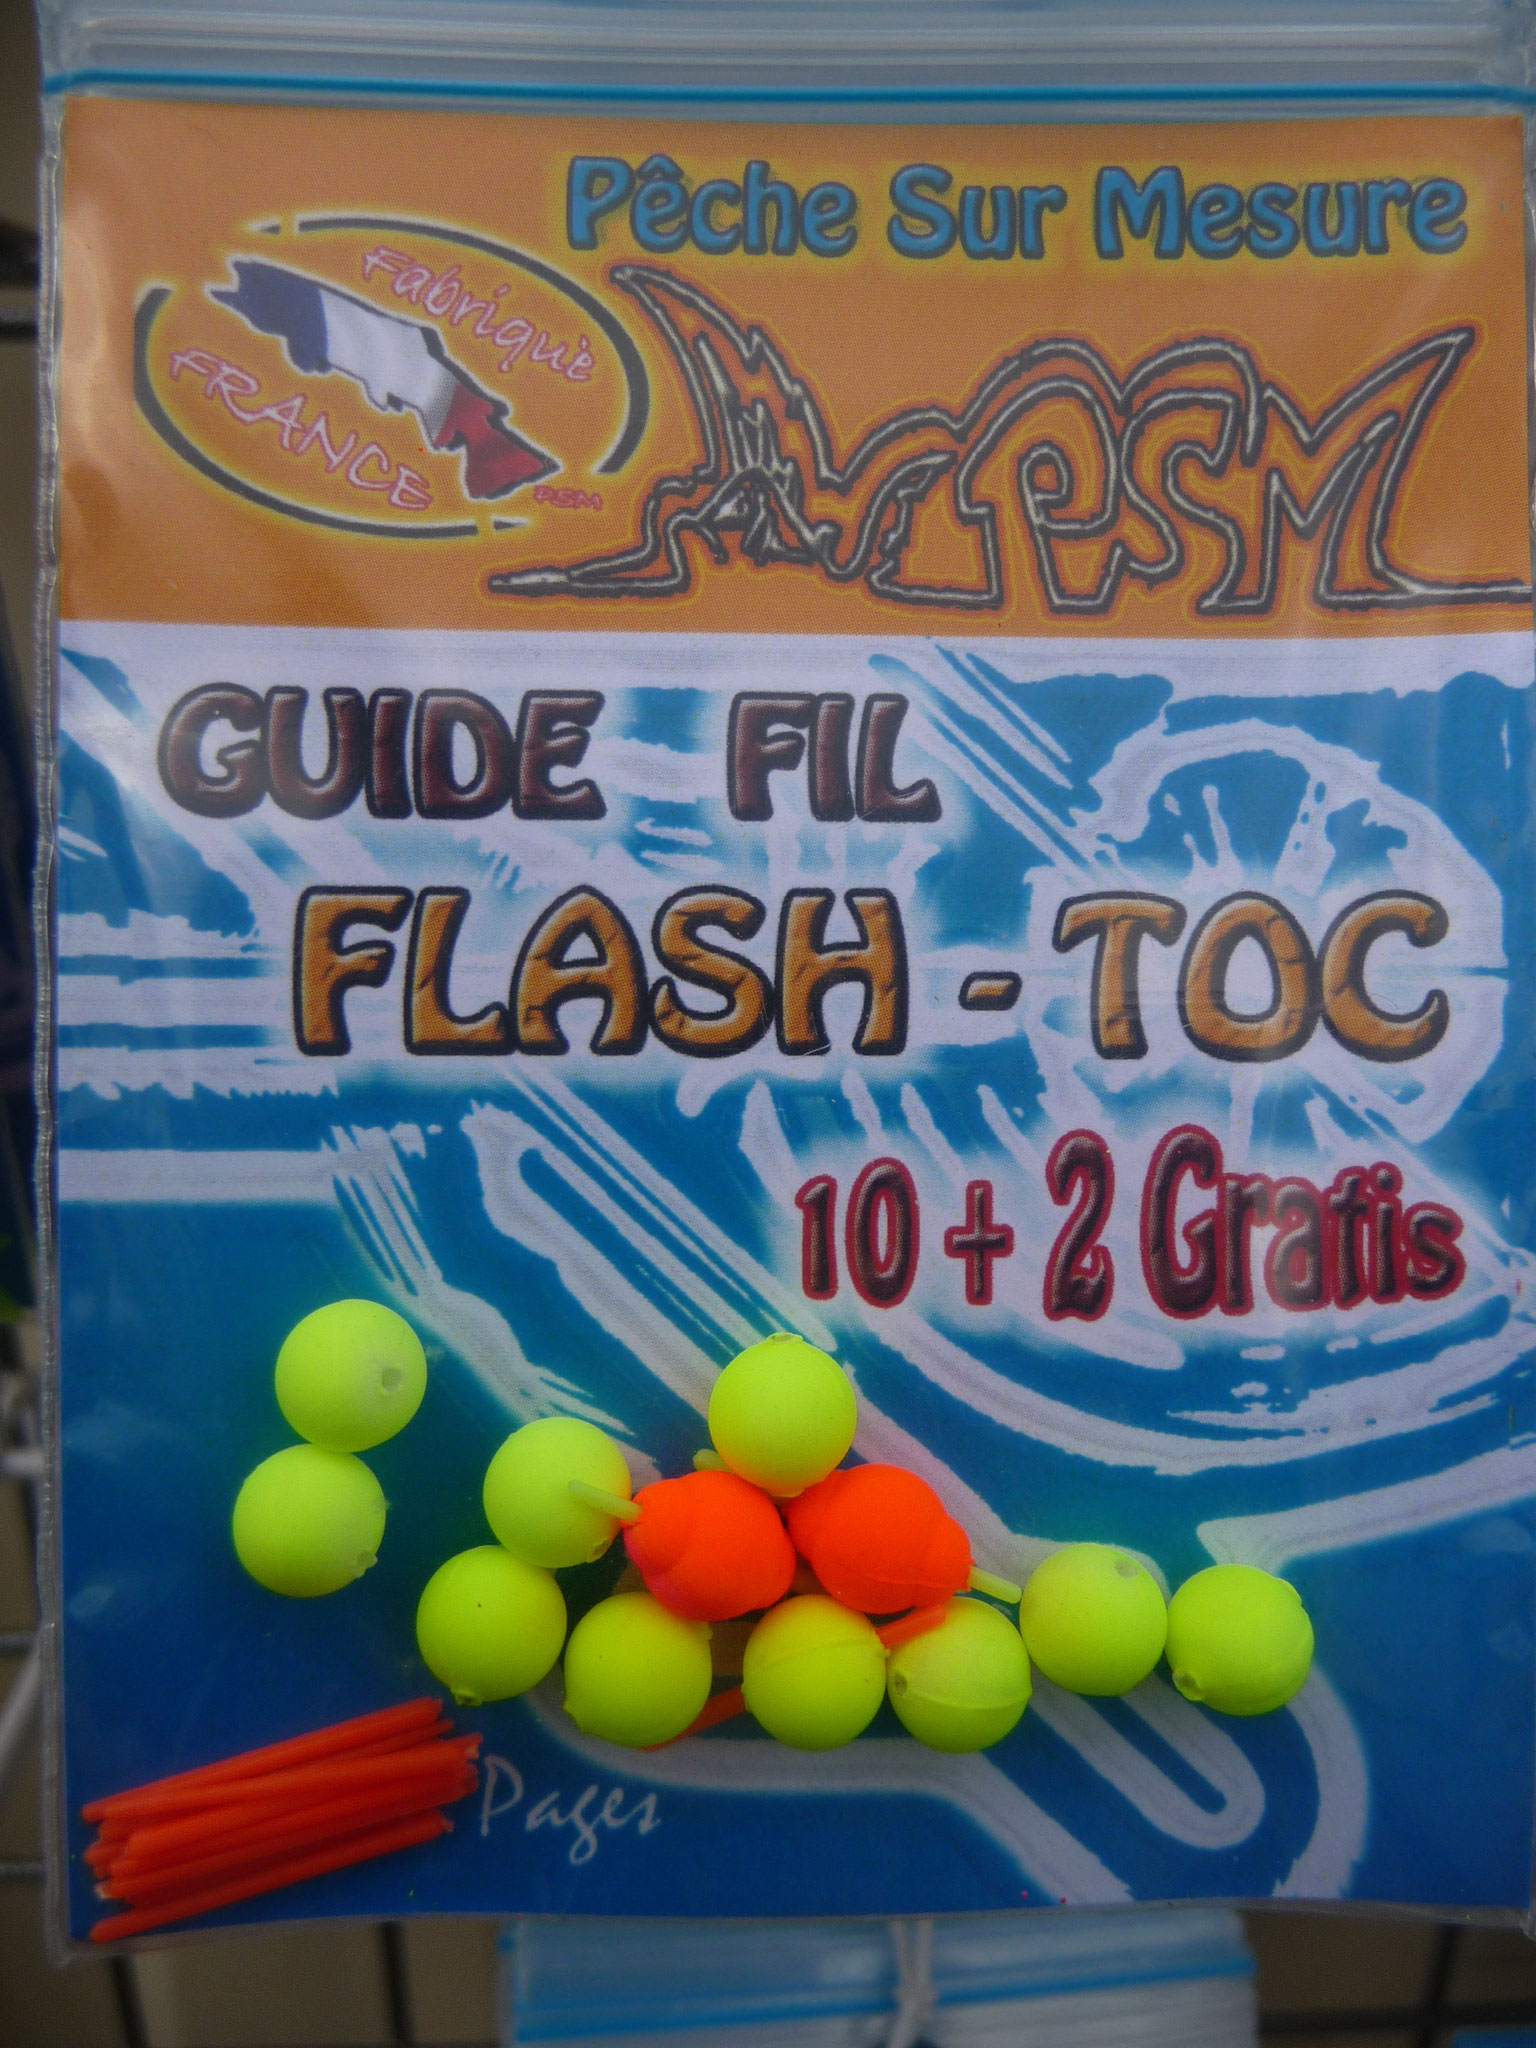 Pêche Sur Mesure
Fabriqué
FRANCE
PSM
PSM
GUIDE FIL
FLASH - TOC
10 + 2 Gratis
Pages